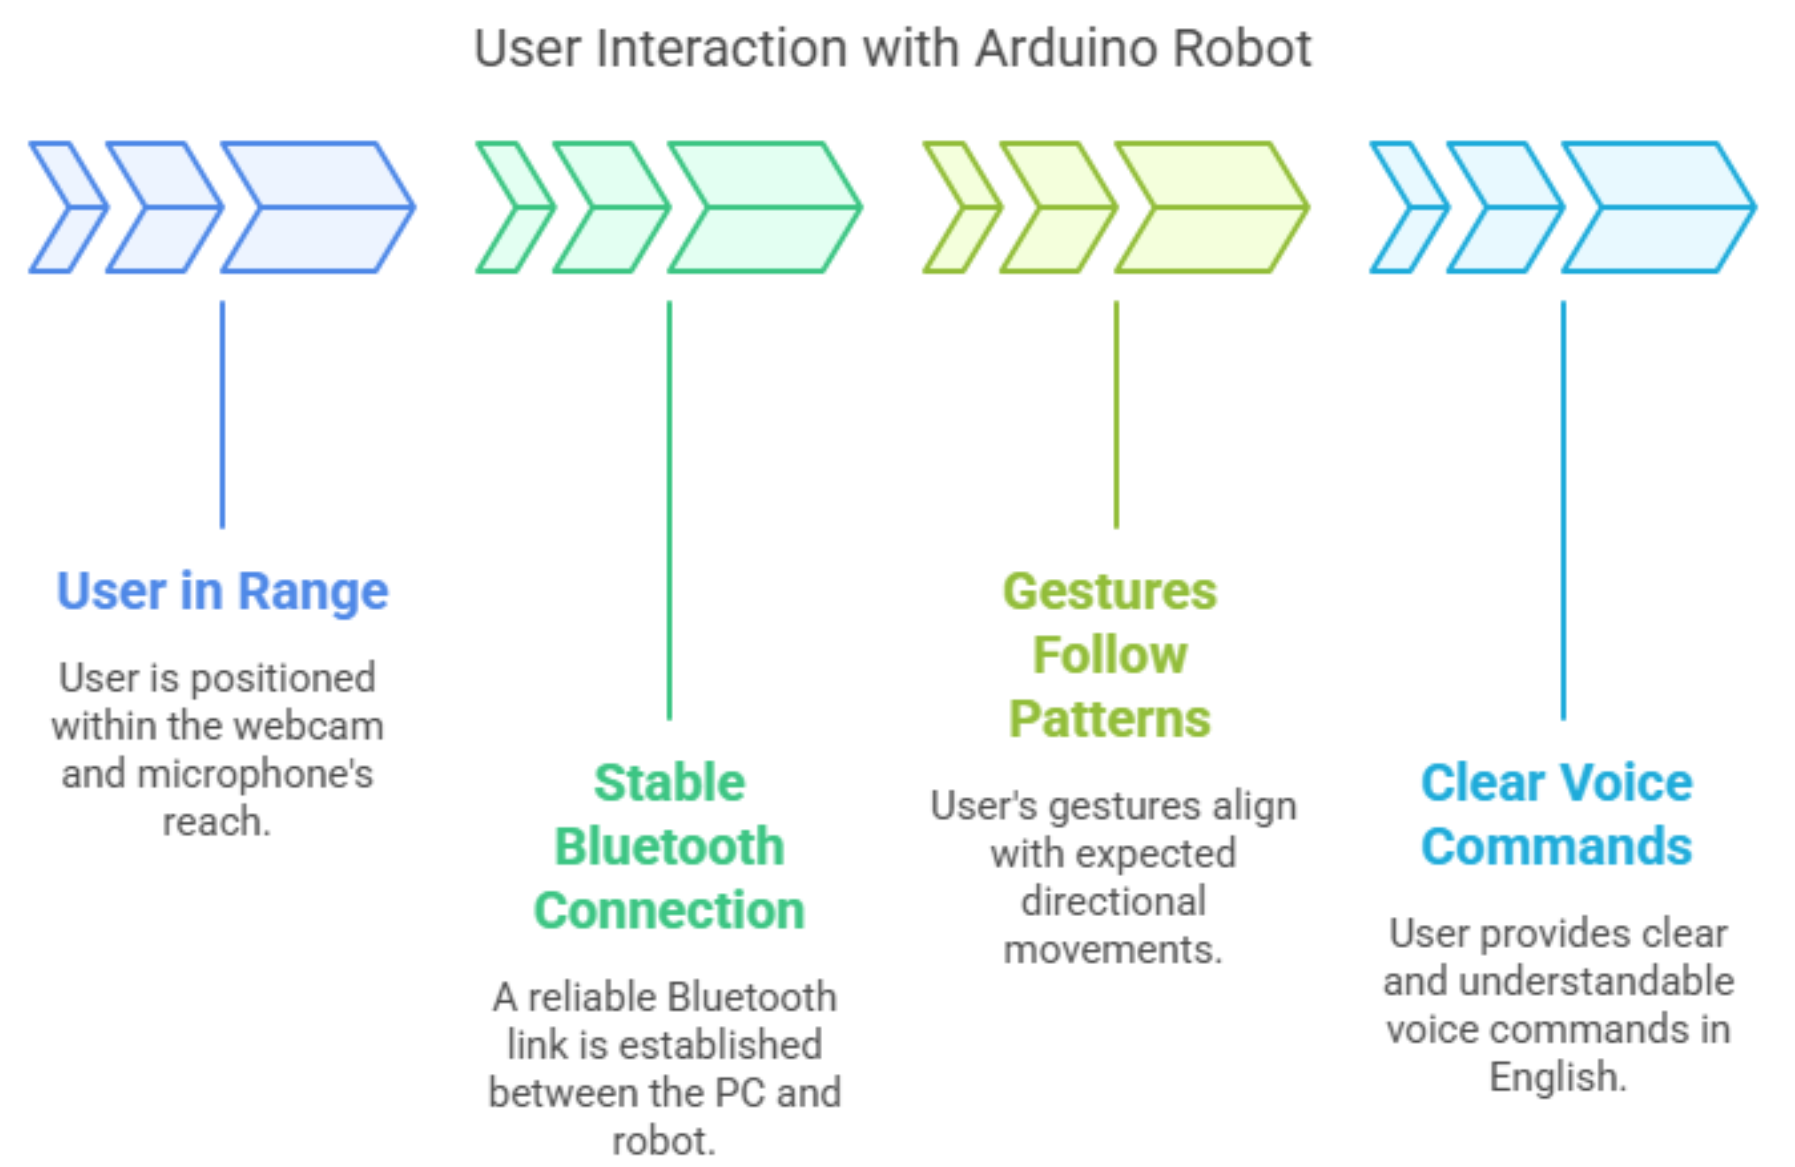 User Interaction with Arduino Robot
User in Range
User is positioned
within the webcam
and microphone's
reach.
Stable
Bluetooth
Connection
A reliable Bluetooth
link is established
between the PC and
robot.
Gestures
Follow
Patterns
User's gestures align
with expected
directional
movements.
Clear Voice
Commands
User provides clear
and understandable
voice commands in
English.